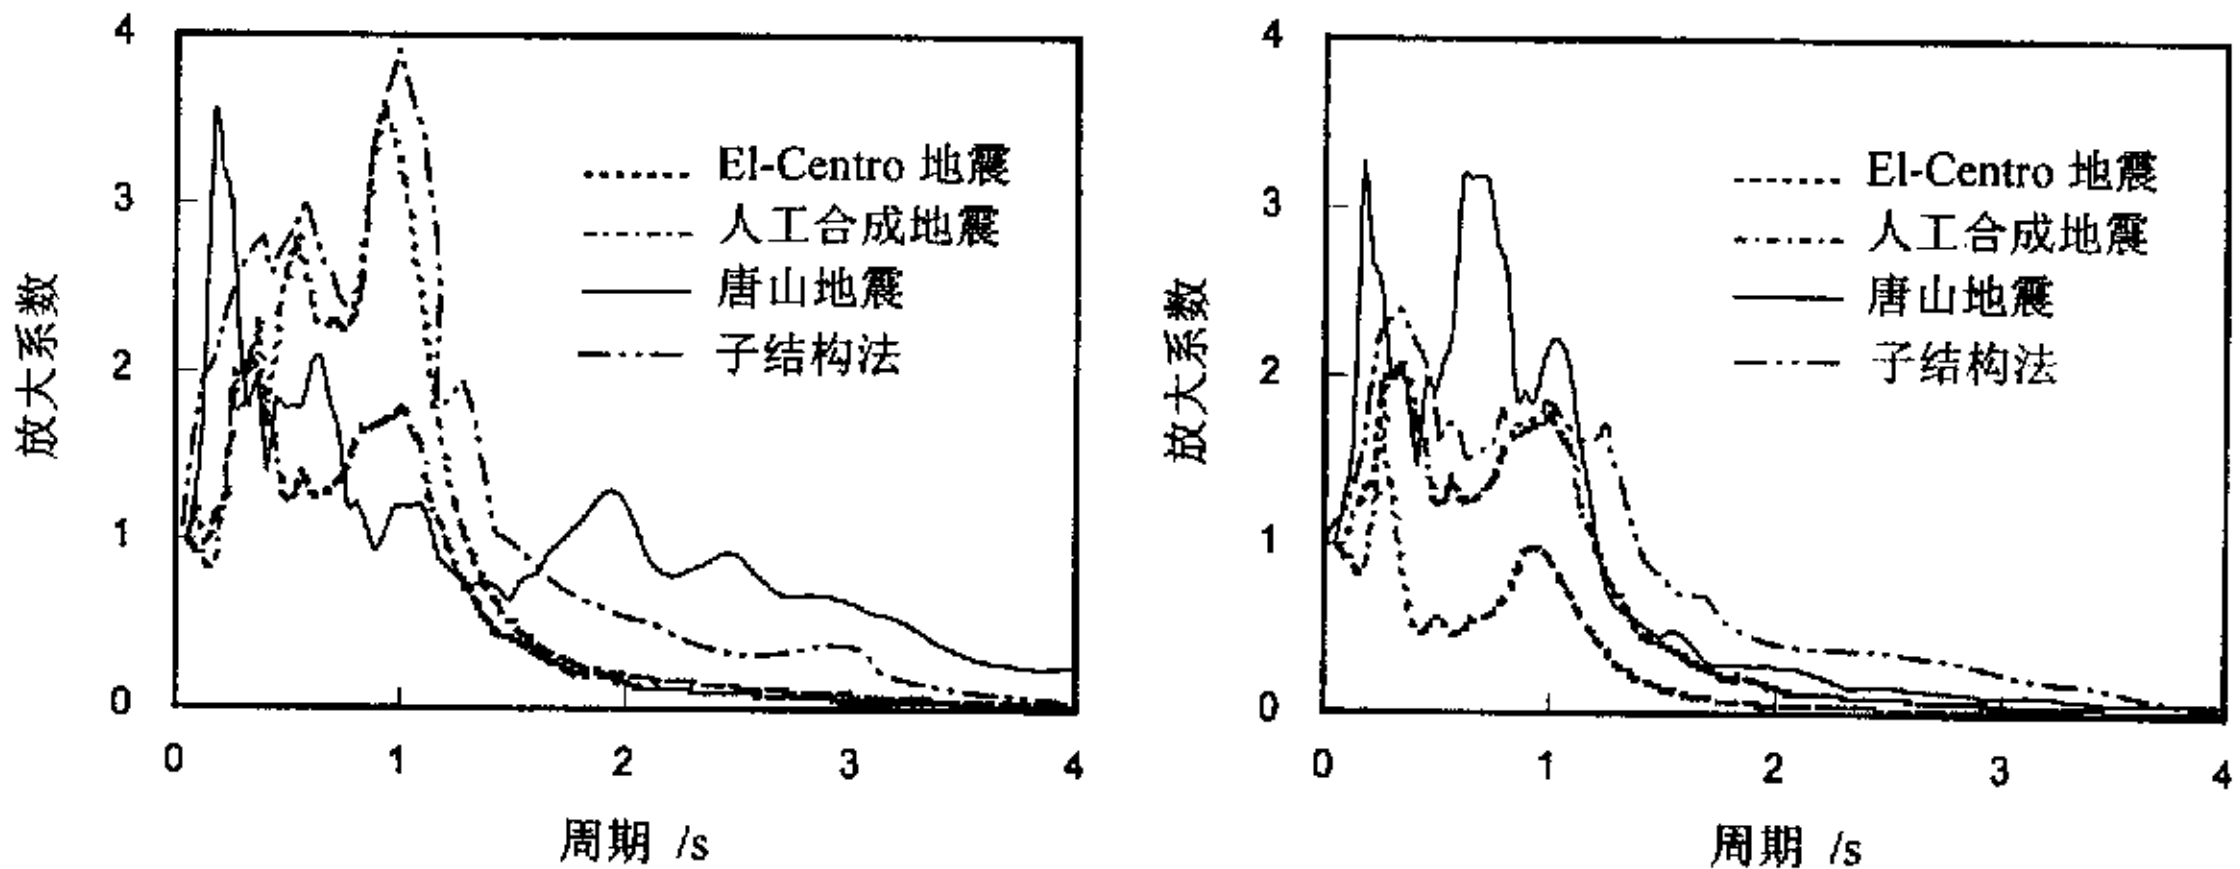 4
3
2
1
0
放大系数
El-Centro 地震
人工合成地震
唐山地震
子结构法
0 1 2 3 4
周期 /s
4
3
2
1
0
放大系数
El-Centro 地震
人工合成地震
唐山地震
子结构法
0 1 2 3 4
周期 /s